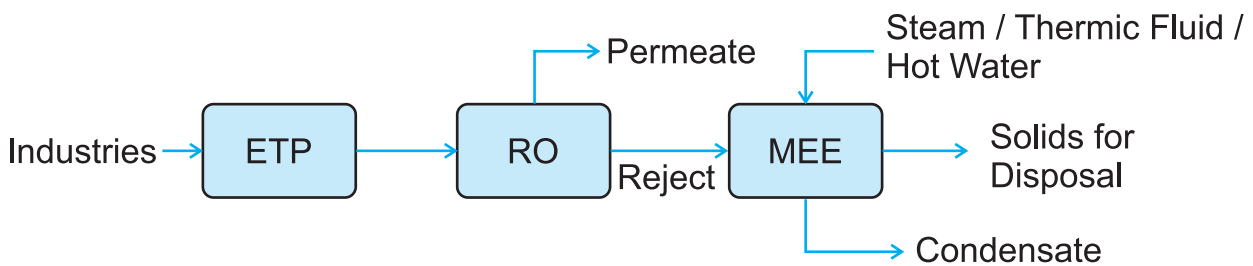 Steam / Thermic Fluid /
Hot Water
Permeate
Industries
ETP
RO
MEE
Reject
Solids for
Disposal
Condensate